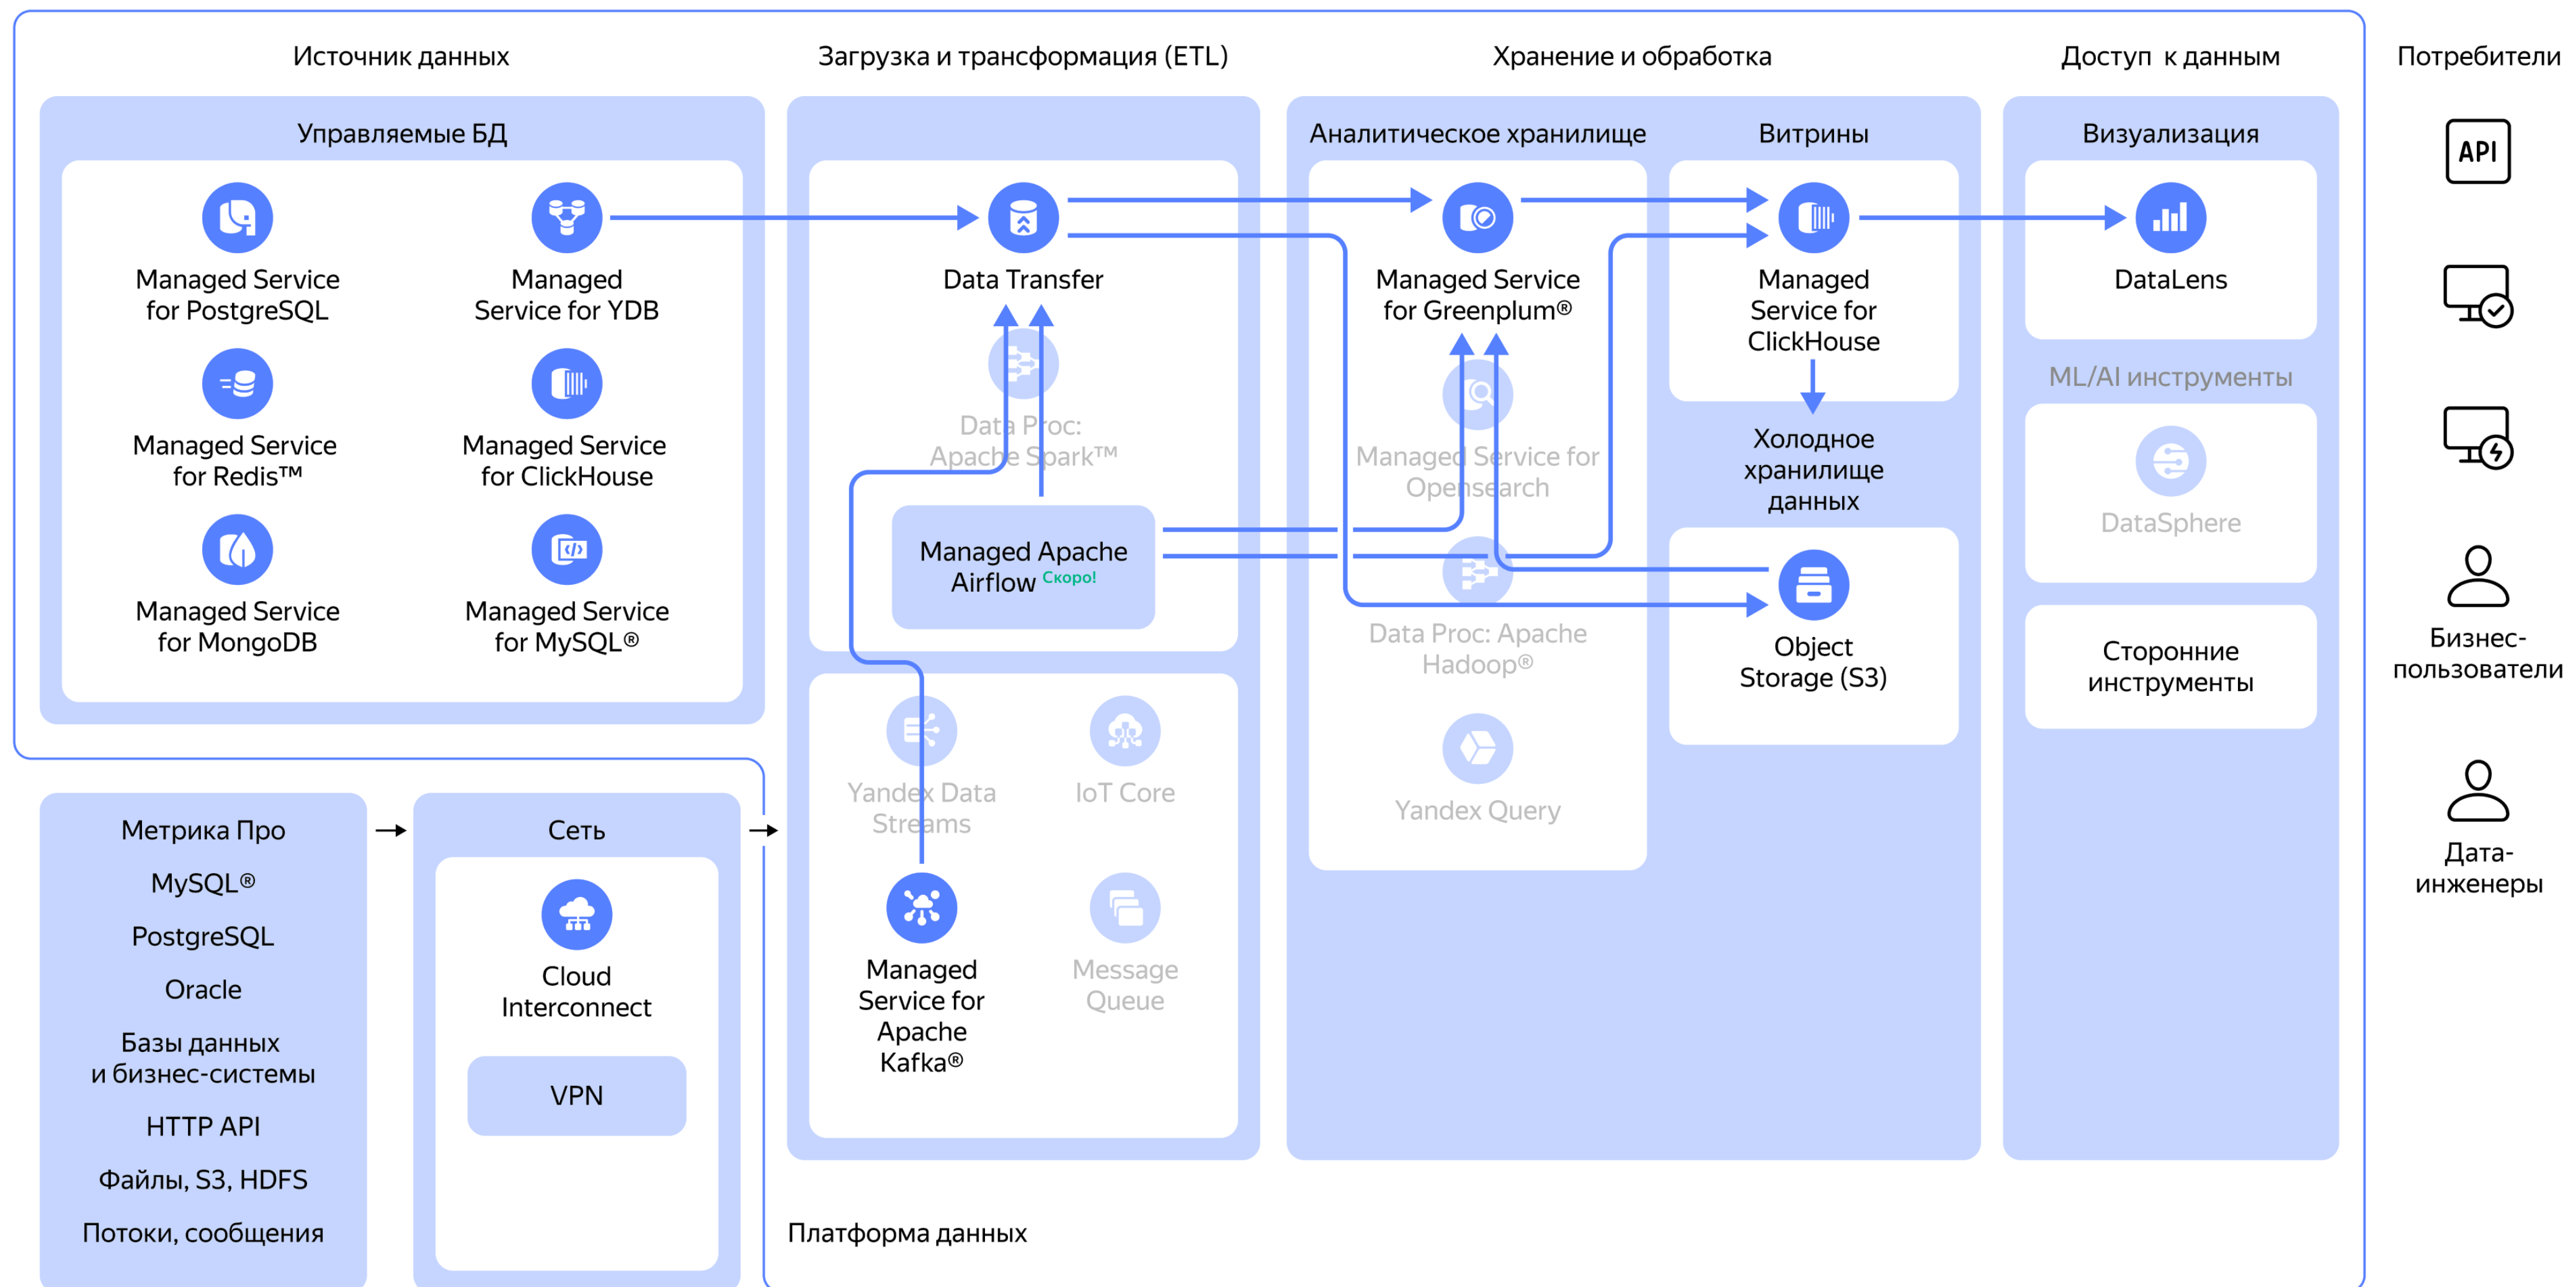 Источник данных
Загрузка и трансформация (ETL)
Хранение и обработка
Доступ к данным
Потребители
Управляемые БД
Managed Service
for PostgreSQL
Managed
Service for YDB
Managed Service
for Redis™
Managed Service
for ClickHouse
Managed Service
for MongoDB
Managed Service
for MySQL®
Data Transfer
Data Proc:
Apache Spark™
Managed Apache
Airflow Скоро!
Yandex Data
Streams
IoT Core
Managed
Service for
Apache
Kafka®
Message
Queue
Аналитическое хранилище
Managed Service
for Greenplum®
Managed Service for
Opensearch
Data Proc: Apache
Hadoop®
Yandex Query
Витрины
Managed
Service for
ClickHouse
Холодное
хранилище
данных
Object
Storage (S3)
Визуализация
DataLens
ML/AI инструменты
DataSphere
Сторонние
инструменты
API
Бизнес-
пользователи
Дата-
инженеры
Метрика Про
MySQL®
PostgreSQL
Oracle
Базы данных
и бизнес-системы
HTTP API
Файлы, S3, HDFS
Потоки, сообщения
Сеть
Cloud
Interconnect
VPN
Платформа данных